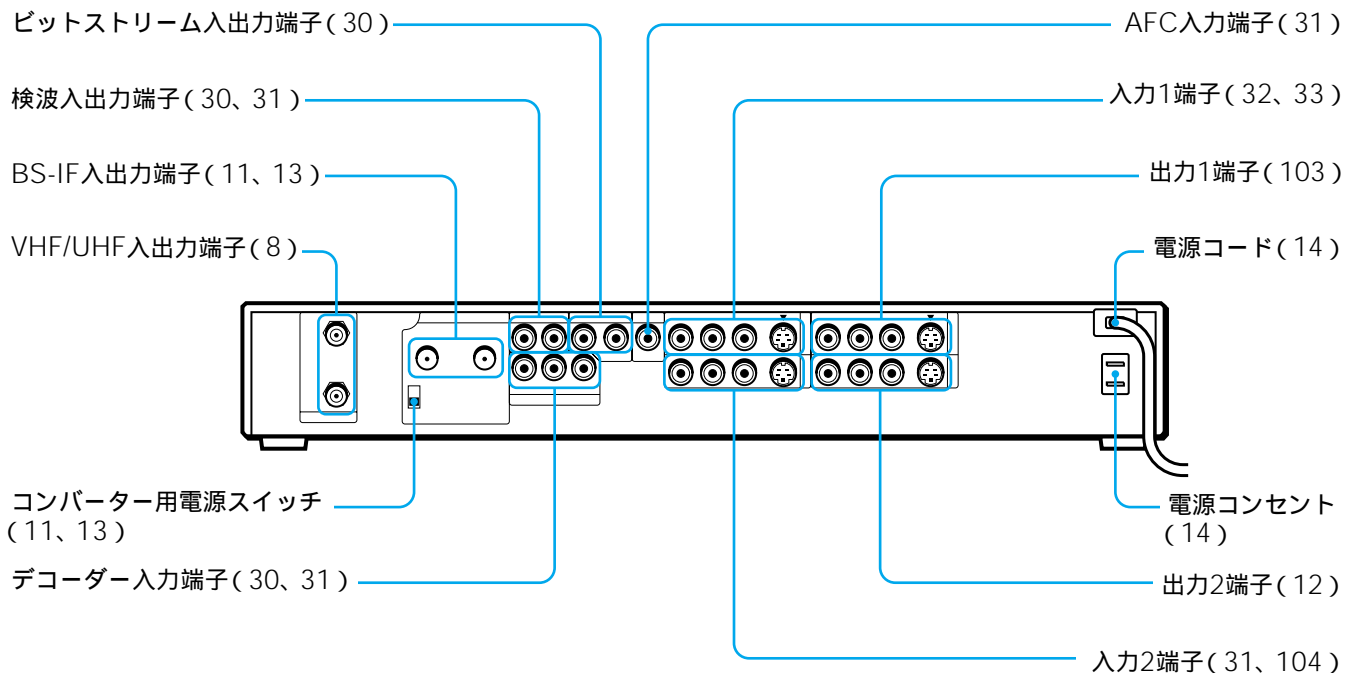 ビットストリーム入出力端子(30)
検波入出力端子(30、31)
BS-IF入出力端子(11、13)
VHF/UHF入出力端子(8)
AFC入力端子(31)
入力1端子(32、33)
出力1端子(103)
電源コード(14)
コンバーター用電源スイッチ
(11、13)
デコーダー入力端子(30、31)
電源コンセント
(14)
出力2端子(12)
入力2端子(31、104)